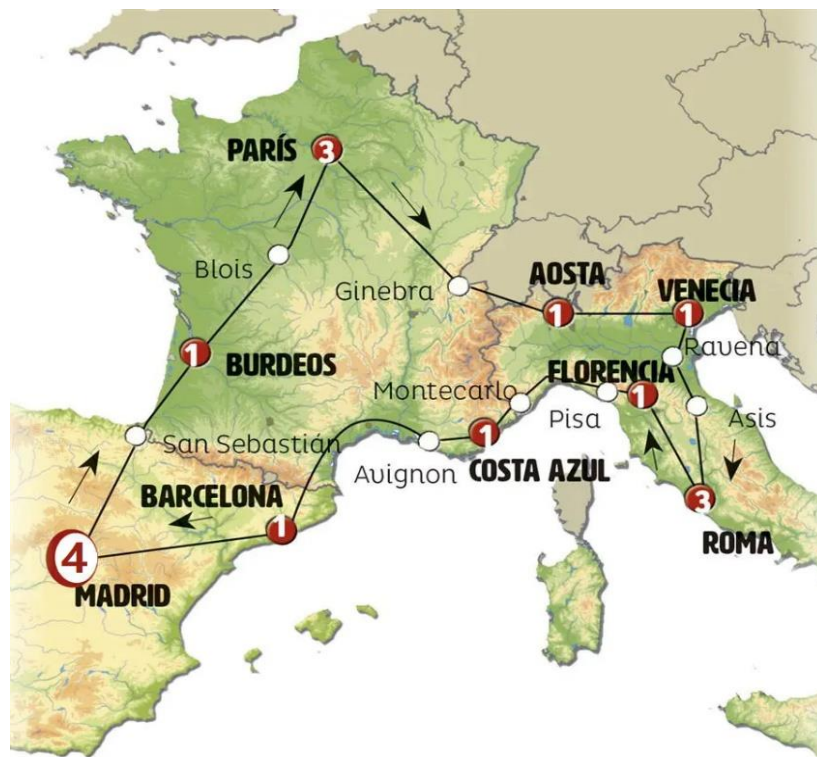 PARÍS
3
Blois
Ginebra
AOSTA
1
VENECIA
1
Ravena
1
BURDEOS
FLORENCIA
1
Montecarlo
Pisa
Asis
San Sebastián
Avignon
1
COSTA AZUL
BARCELONA
1
3
ROMA
4
MADRID